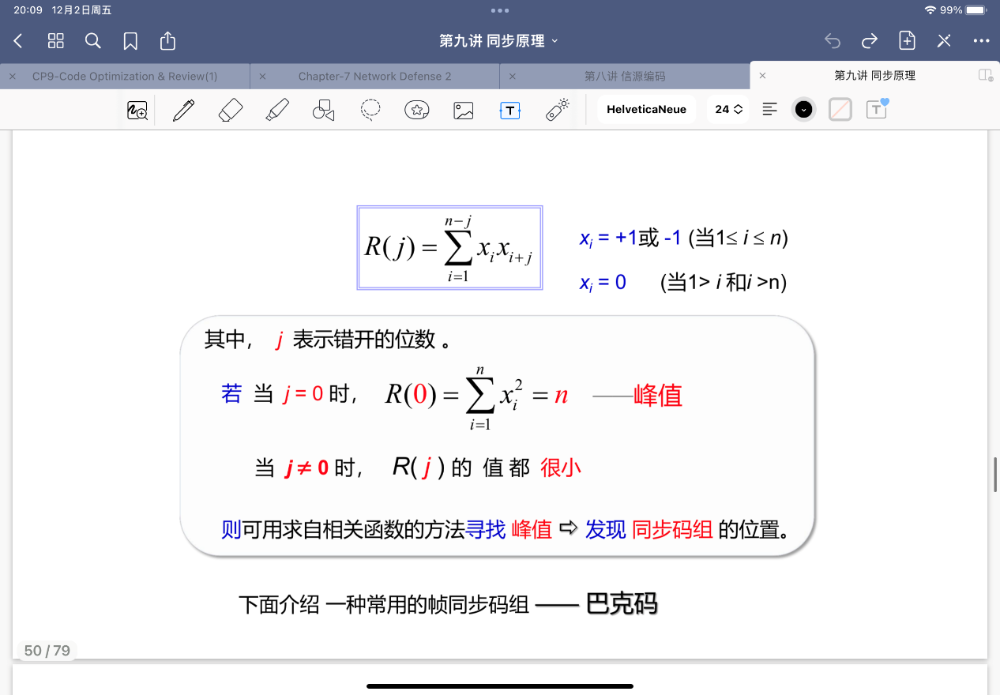 20:09 12月2日周五
99%
第九讲 同步原理
CP9-Code Optimization & Review(1)
Chapter-7 Network Defense 2
第八讲 信源编码
第九讲 同步原理
T
HelveticaNeue
24
T
R(j) = ∑_{i=1}^{n-j} x_i x_{i+j}
x_i = +1或 -1 (当1≤ i ≤ n)
x_i = 0 (当1> i 和i >n)
其中， j 表示错开的位数 。
若 当 j = 0 时， R(0) = ∑_{i=1}^{n} x_i^2 = n ——峰值
当 j ≠ 0 时， R( j ) 的 值 都 很小
则可用求自相关函数的方法寻找 峰值 ⇨ 发现 同步码组 的位置。
下面介绍 一种常用的帧同步码组 —— 巴克码
50 / 79